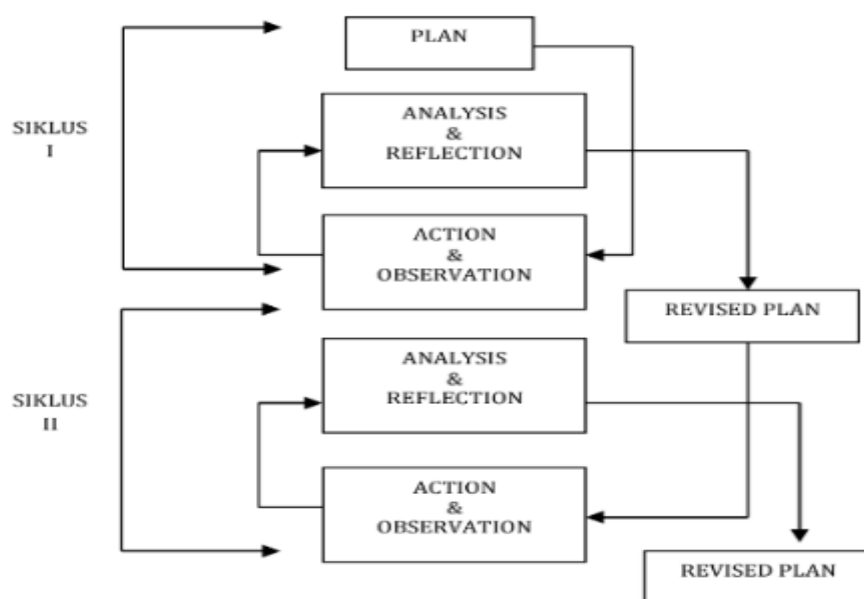 PLAN
SIKLUS
I
ANALYSIS
&
REFLECTION
ACTION
&
OBSERVATION
REVISED PLAN
SIKLUS
II
ANALYSIS
&
REFLECTION
ACTION
&
OBSERVATION
REVISED PLAN